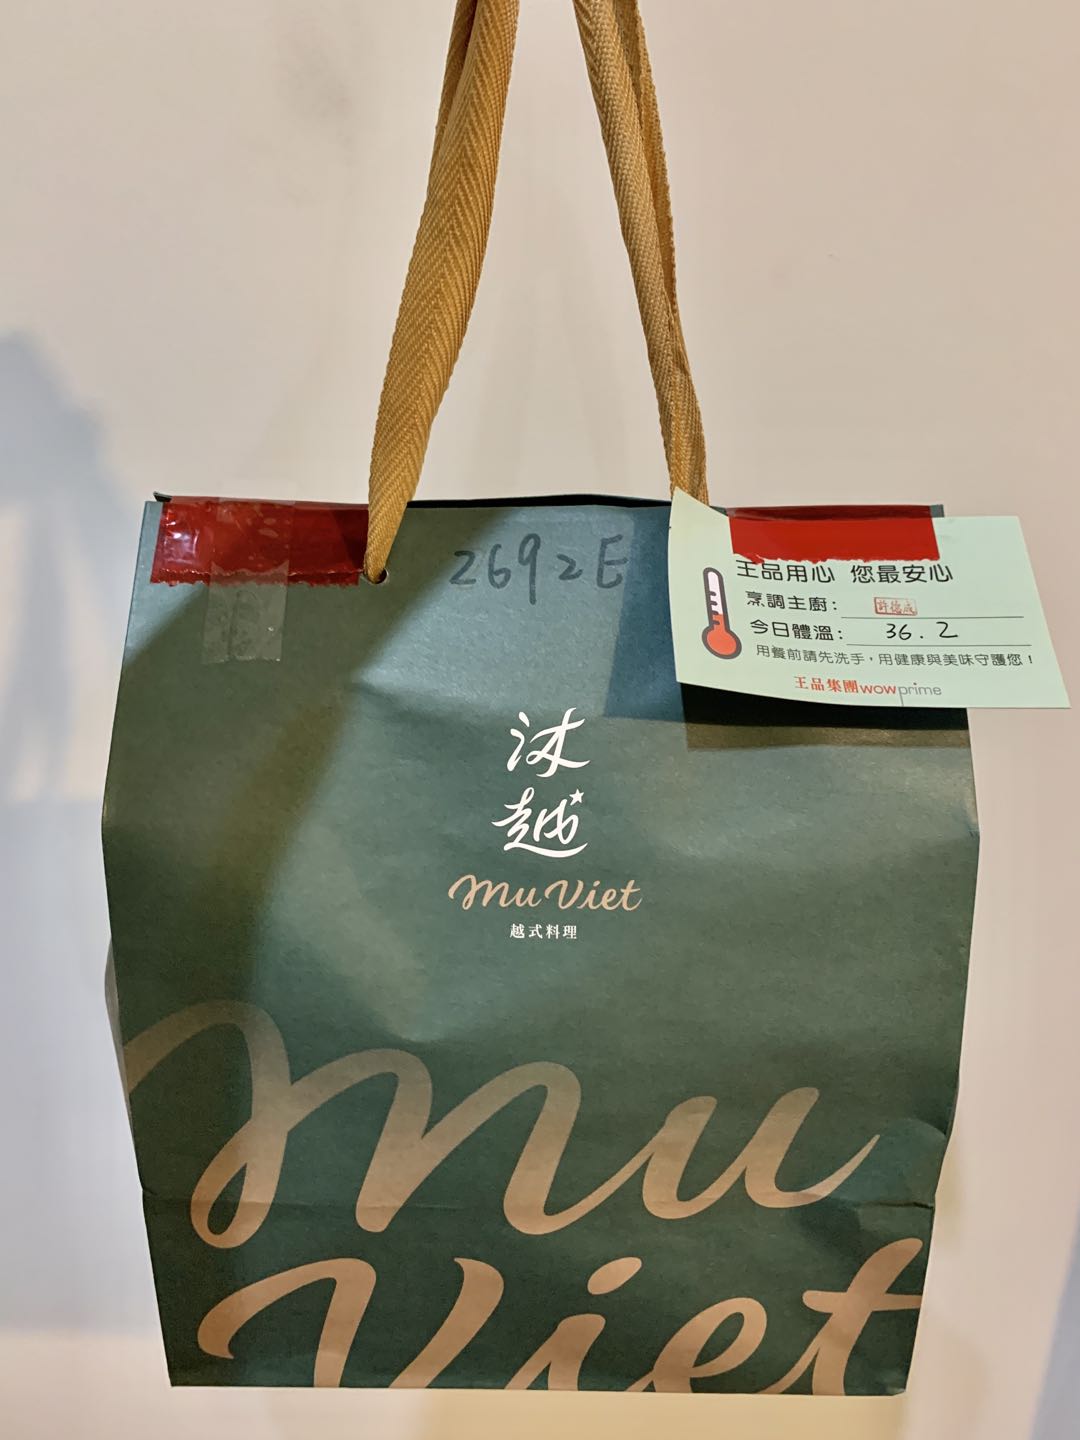 2692E
王品用心 您最安心
烹調主廚：許德成
今日體溫：36.2
用餐前請先洗手，用健康與美味守護您！
王品集團wowprime
沐越
mu Viet
越式料理
mu
Viet